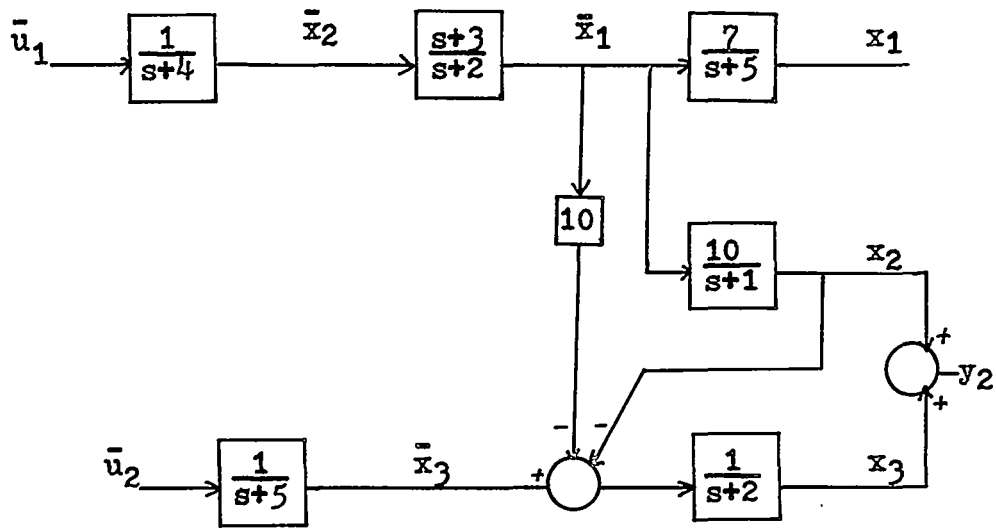 ū₁
1
s+4
x̄₂
s+3
s+2
x̄̄₁
7
s+5
x₁
10
10
s+1
x₂
+
y₂
+
-
-
ū₂
1
s+5
x̄̄₃
+
1
s+2
x₃